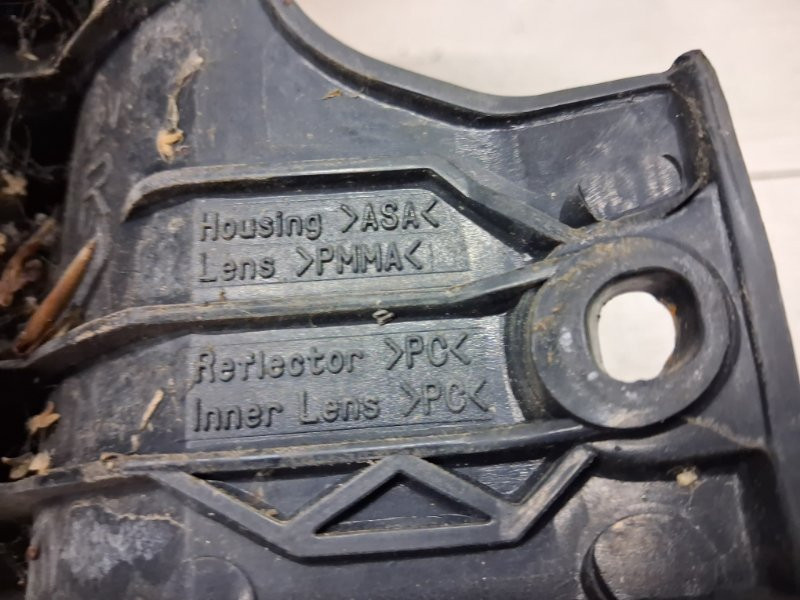 Housing >ASA<
Lens >PMMA<
Reflector >PC<
Inner Lens >PC<